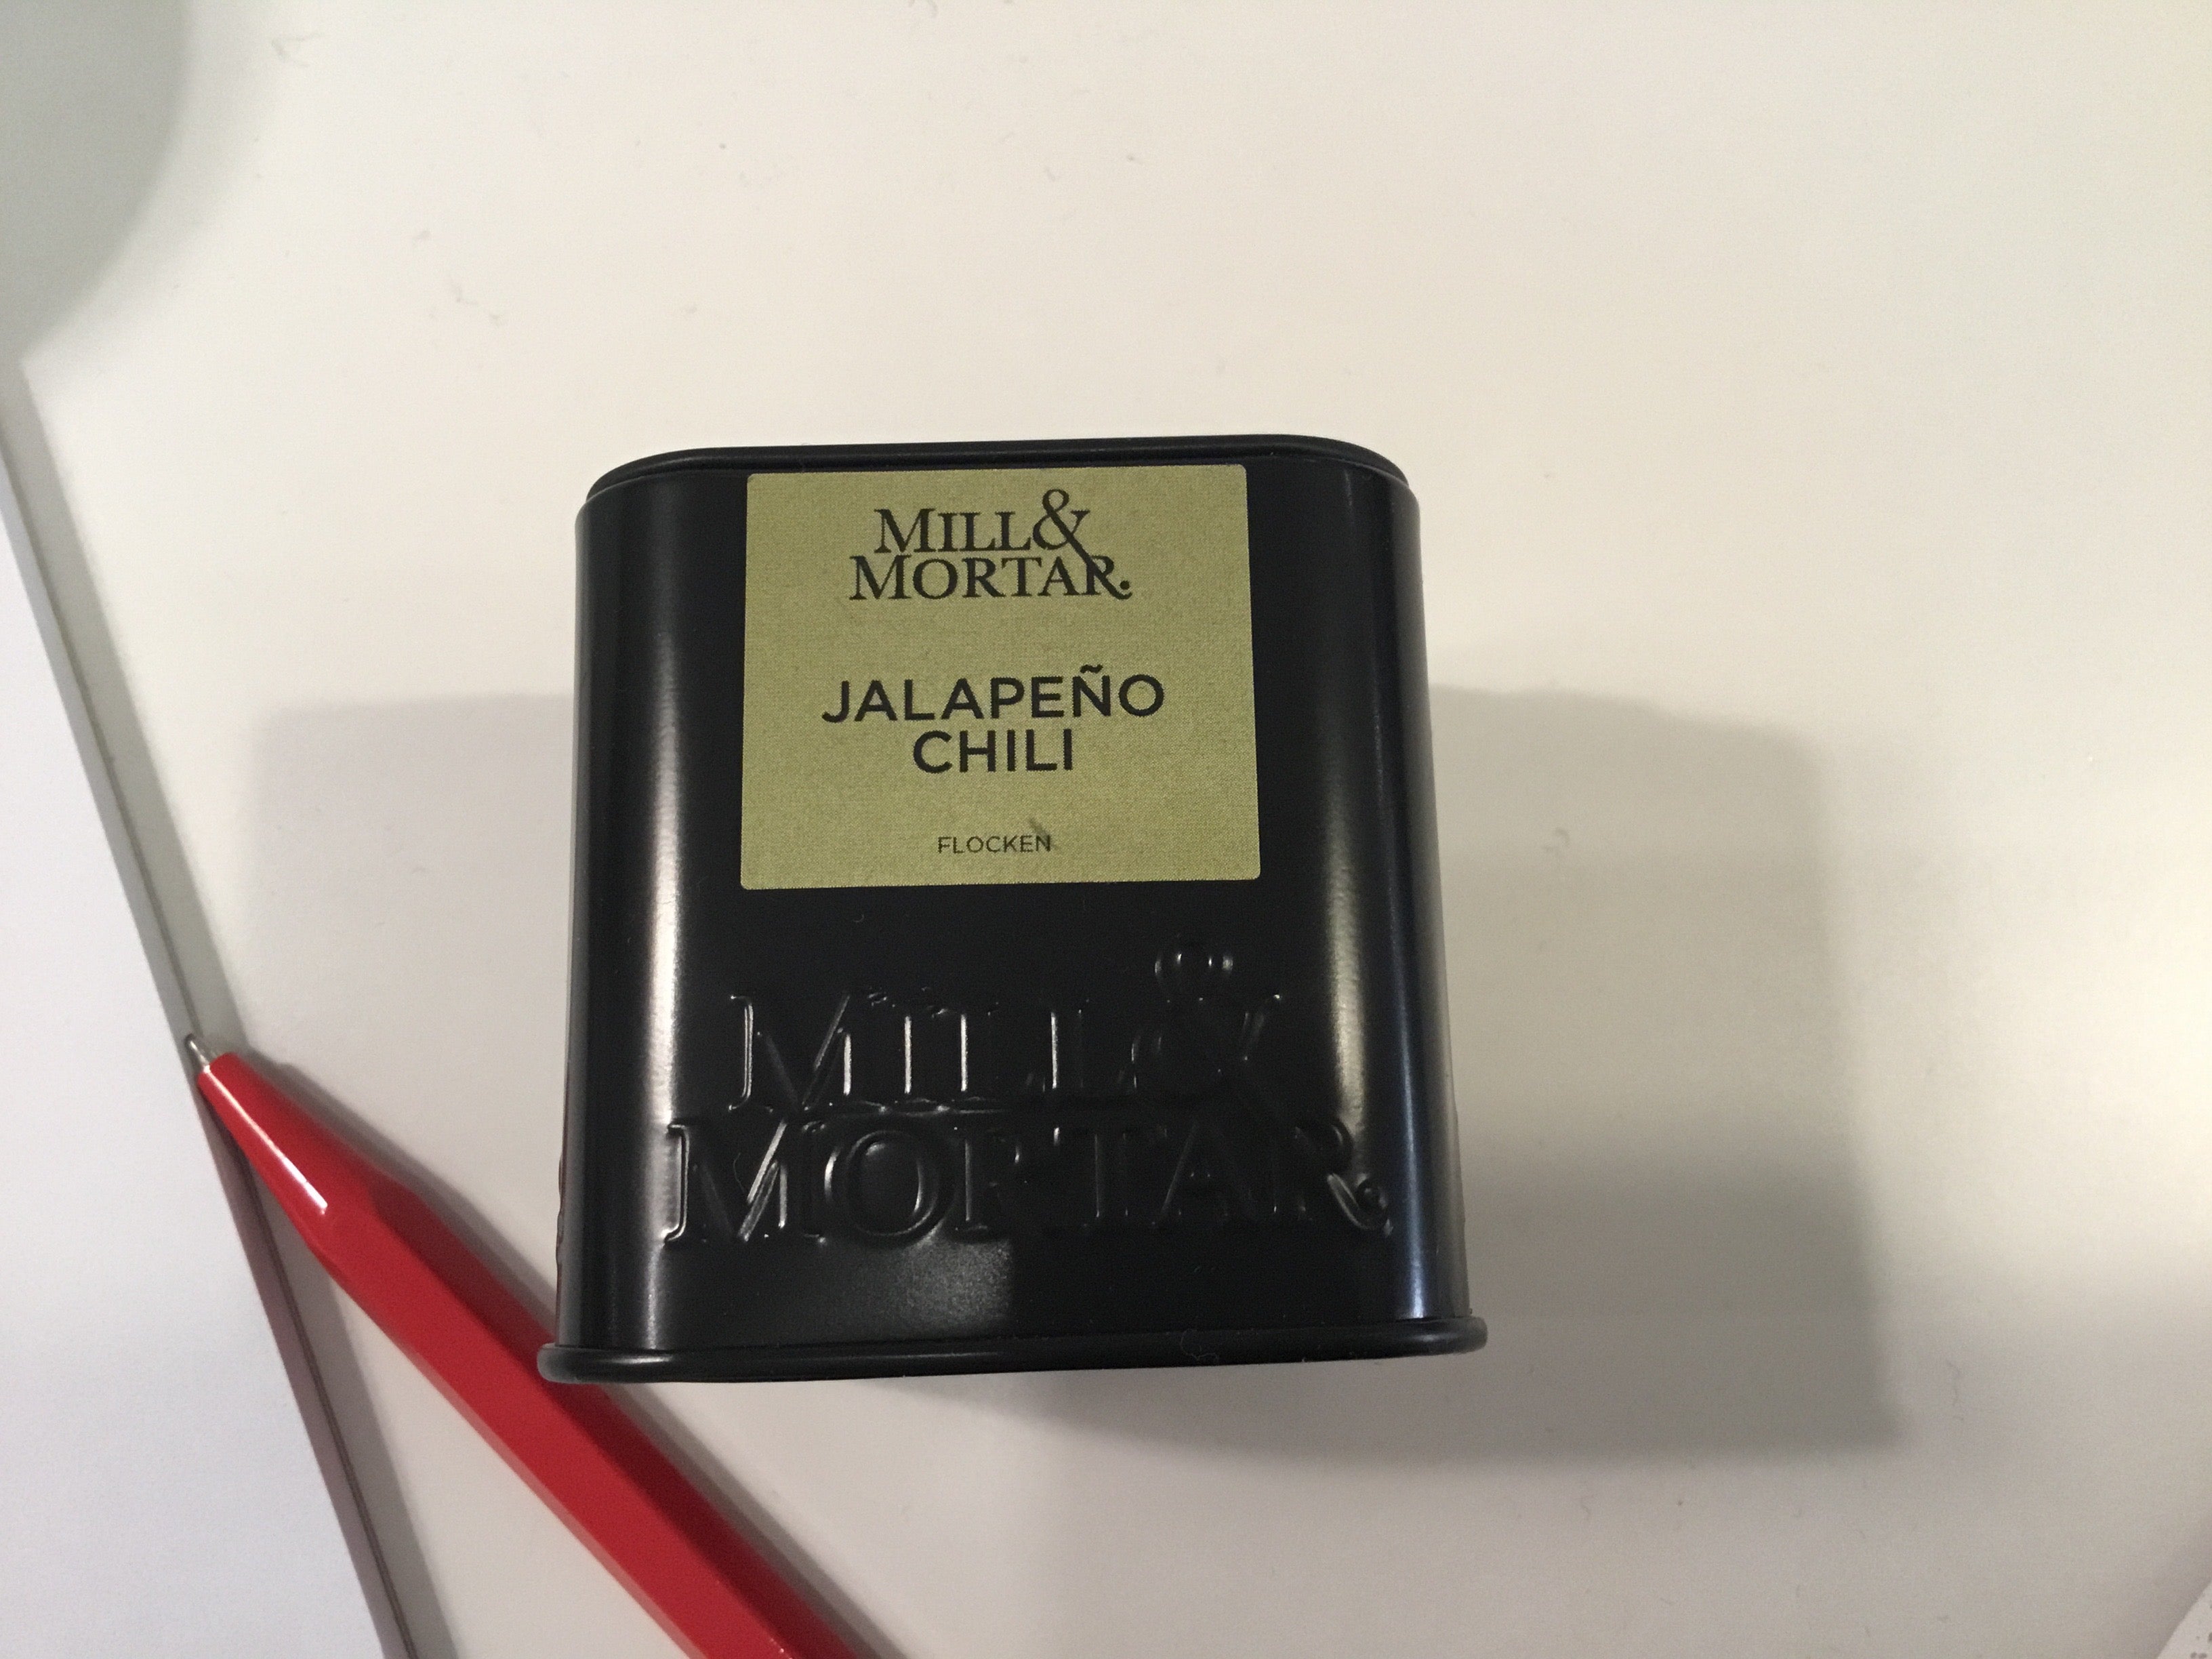 MILL&
MORTAR.
JALAPEÑO
CHILI
FLOCKEN
MILL&
MORTAR.